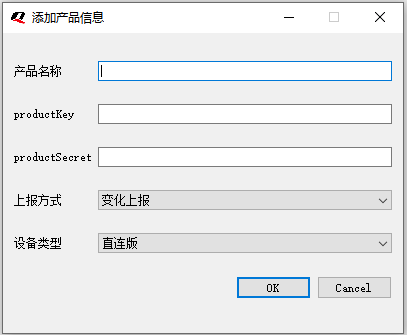 添加产品信息
产品名称
productKey
productSecret
上报方式 变化上报
设备类型 直连版
OK Cancel